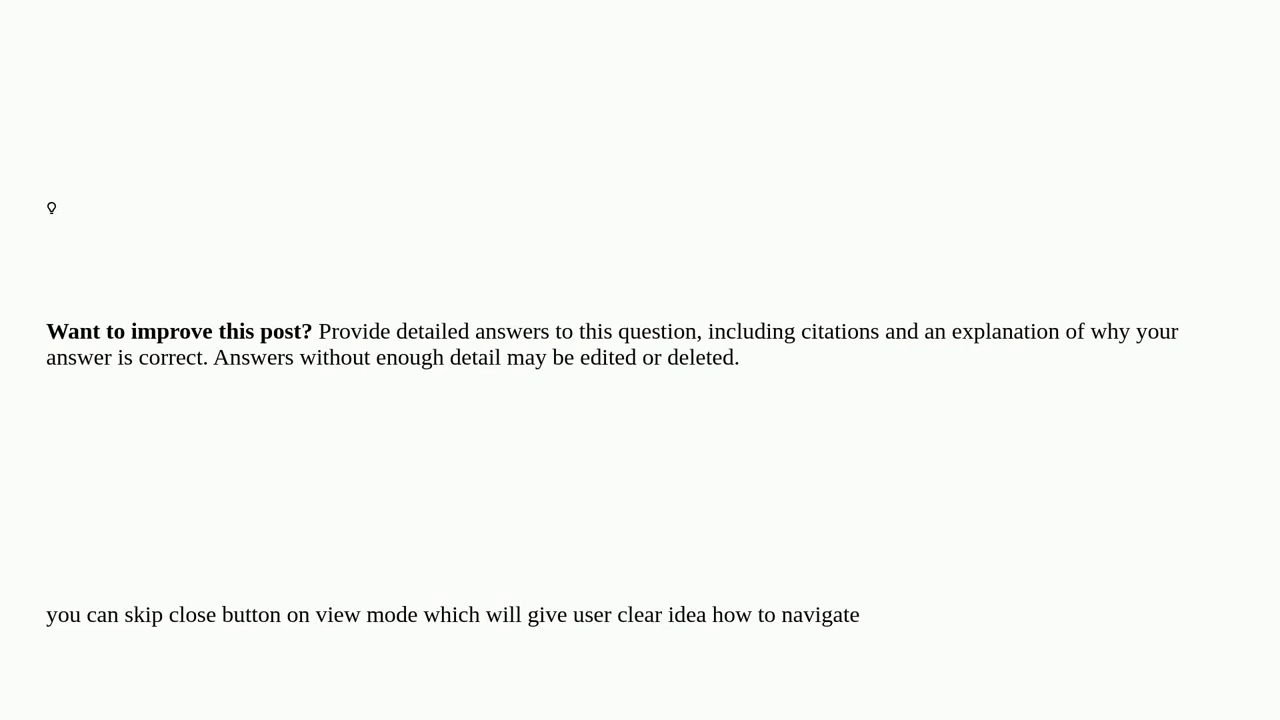 Want to improve this post? Provide detailed answers to this question, including citations and an explanation of why your
answer is correct. Answers without enough detail may be edited or deleted.
you can skip close button on view mode which will give user clear idea how to navigate